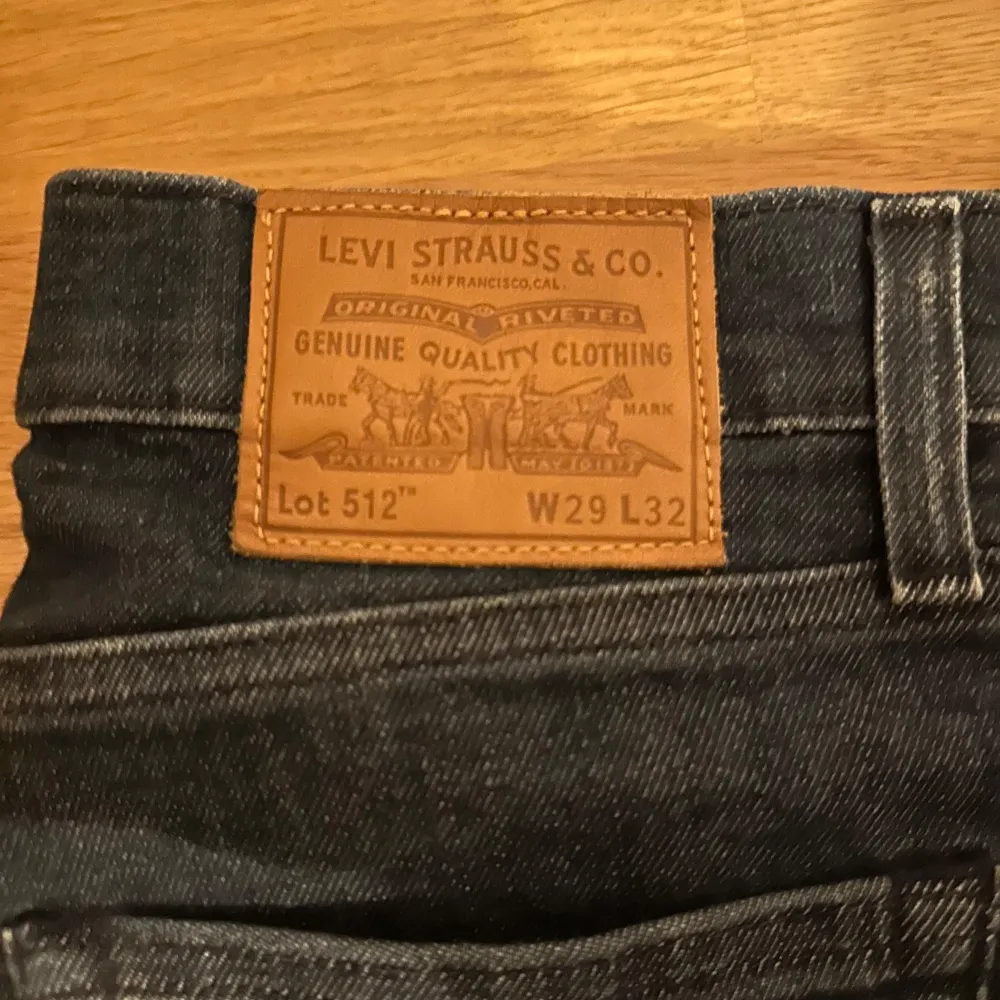 LEVI STRAUSS & CO.
SAN FRANCISCO, CAL.
ORIGINAL RIVETED
GENUINE QUALITY CLOTHING
TRADE MARK
PATENTED MAY 20 1873
Lot 512™ W29 L32